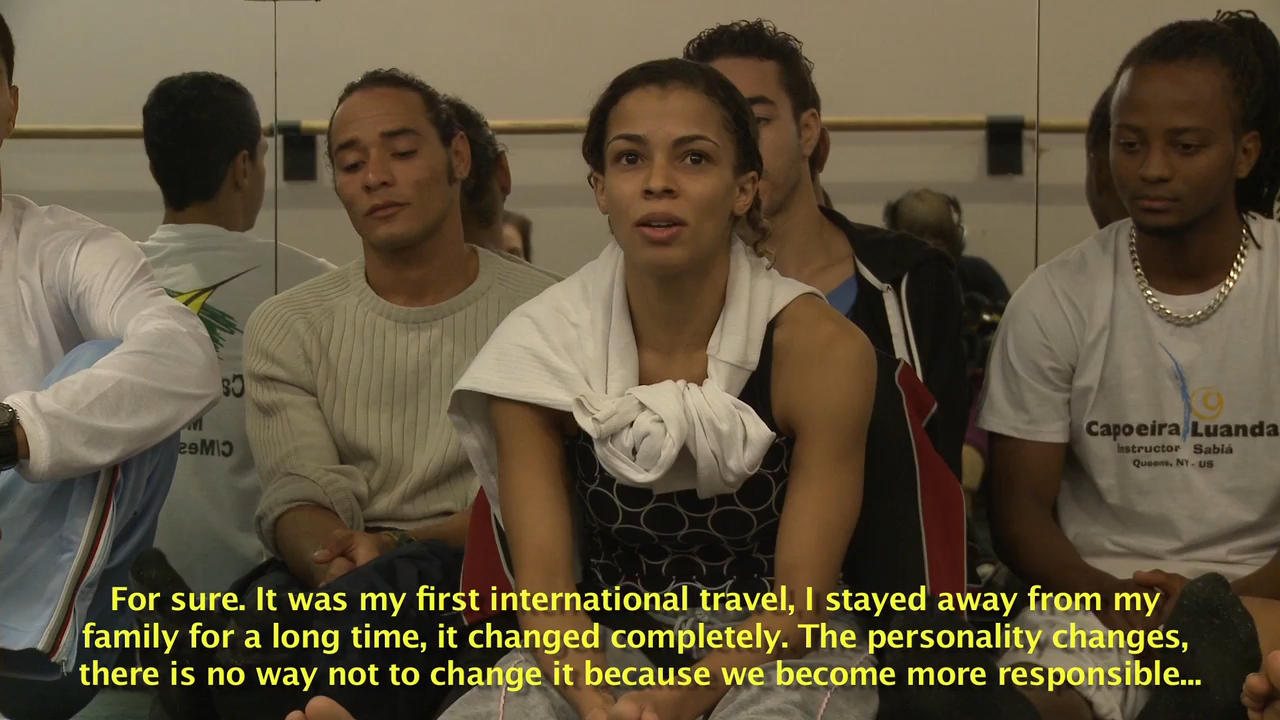 Capoeira Luanda
Instructor Sabiá
Queens, NY - US
For sure. It was my first international travel, I stayed away from my
family for a long time, it changed completely. The personality changes,
there is no way not to change it because we become more responsible...